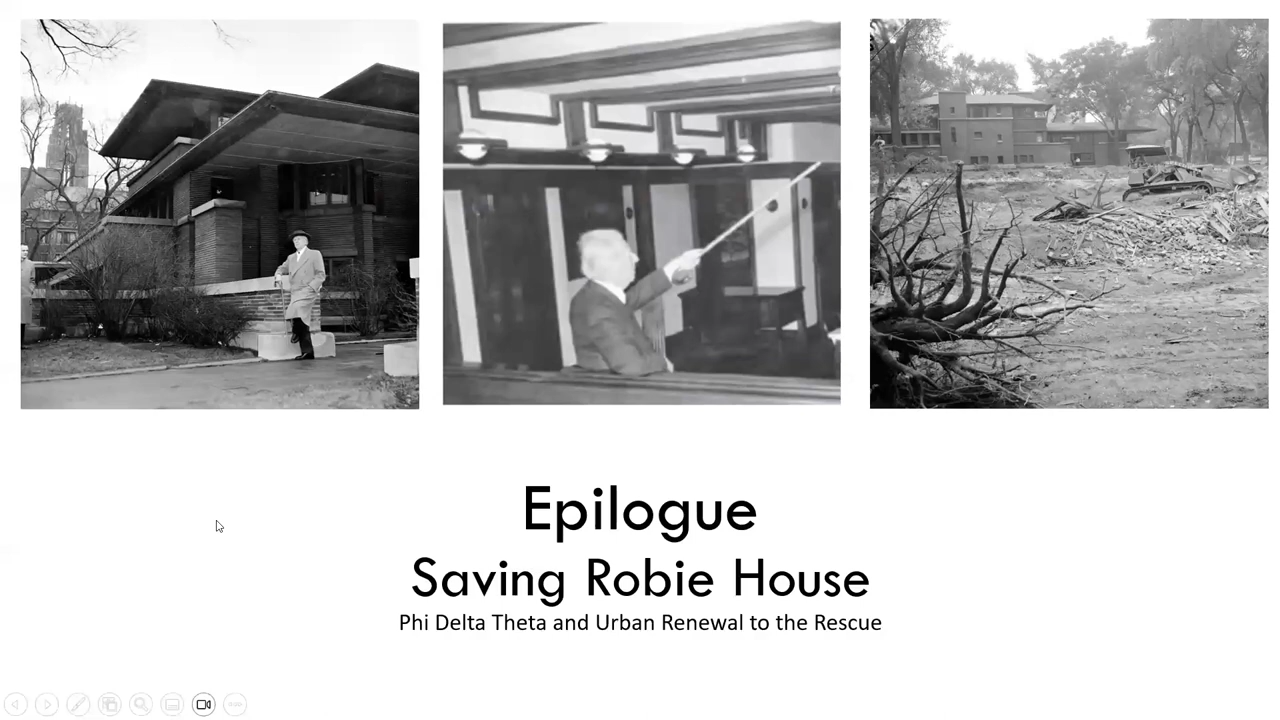 Epilogue
Saving Robie House
Phi Delta Theta and Urban Renewal to the Rescue